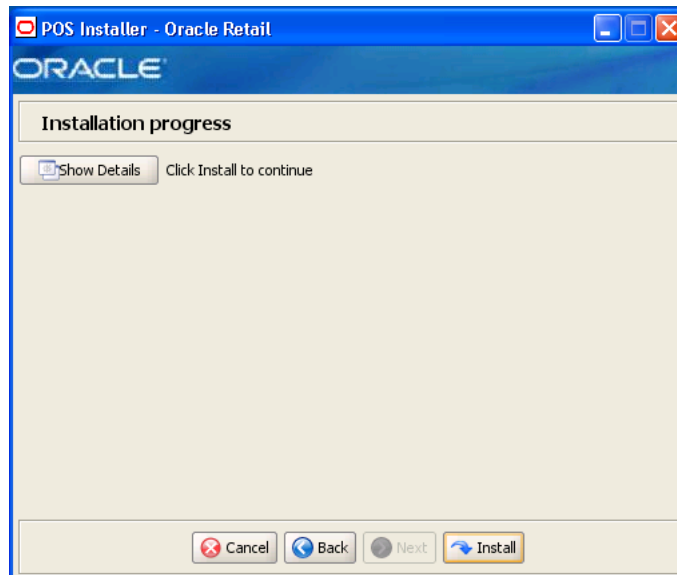 POS Installer - Oracle Retail
ORACLE
Installation progress
Show Details Click Install to continue
Cancel Back Next Install